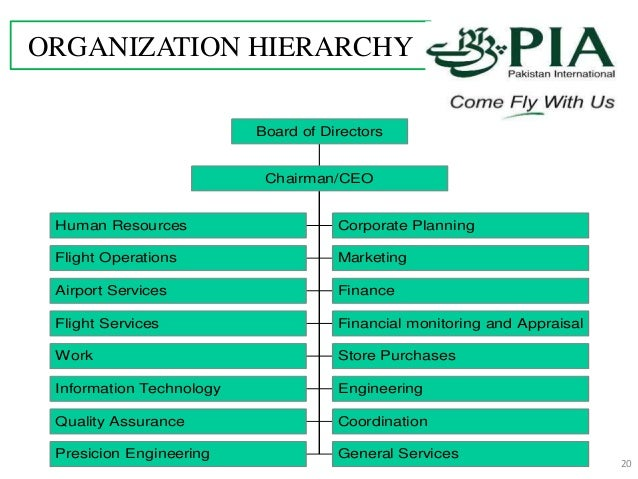 ORGANIZATION HIERARCHY
PIA
Pakistan International
Come Fly With Us
Board of Directors
Chairman/CEO
Human Resources
Corporate Planning
Flight Operations
Marketing
Airport Services
Finance
Flight Services
Financial monitoring and Appraisal
Work
Store Purchases
Information Technology
Engineering
Quality Assurance
Coordination
Presicion Engineering
General Services
20